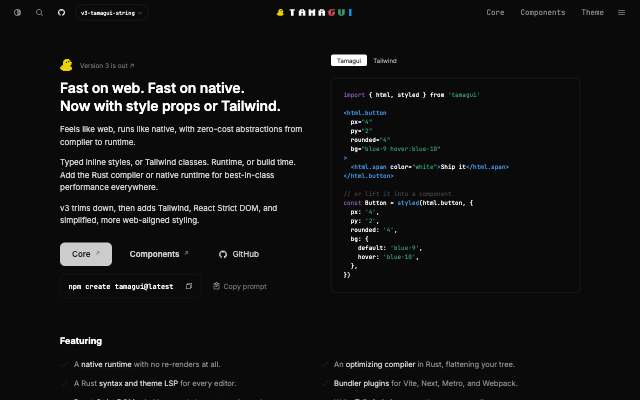 v3-tamagui-string
TAMAGUI
Core
Components
Theme
Version 3 is out ↗
Fast on web. Fast on native.
Now with style props or Tailwind.
Feels like web, runs like native, with zero-cost abstractions from
compiler to runtime.
Typed inline styles, or Tailwind classes. Runtime, or build time.
Add the Rust compiler or native runtime for best-in-class
performance everywhere.
v3 trims down, then adds Tailwind, React Strict DOM, and
simplified, more web-aligned styling.
Core ↗
Components ↗
GitHub
npm create tamagui@latest
Copy prompt
Tamagui
Tailwind
import { html, styled } from 'tamagui'
<html.button
px="4"
py="2"
rounded="4"
bg="blue-9 hover:blue-10"
>
<html.span color="white">Ship it</html.span>
</html.button>
// or lift it into a component
const Button = styled(html.button, {
px: '4',
py: '2',
rounded: '4',
bg: {
default: 'blue-9',
hover: 'blue-10',
},
})
Featuring
A native runtime with no re-renders at all.
An optimizing compiler in Rust, flattening your tree.
A Rust syntax and theme LSP for every editor.
Bundler plugins for Vite, Next, Metro, and Webpack.